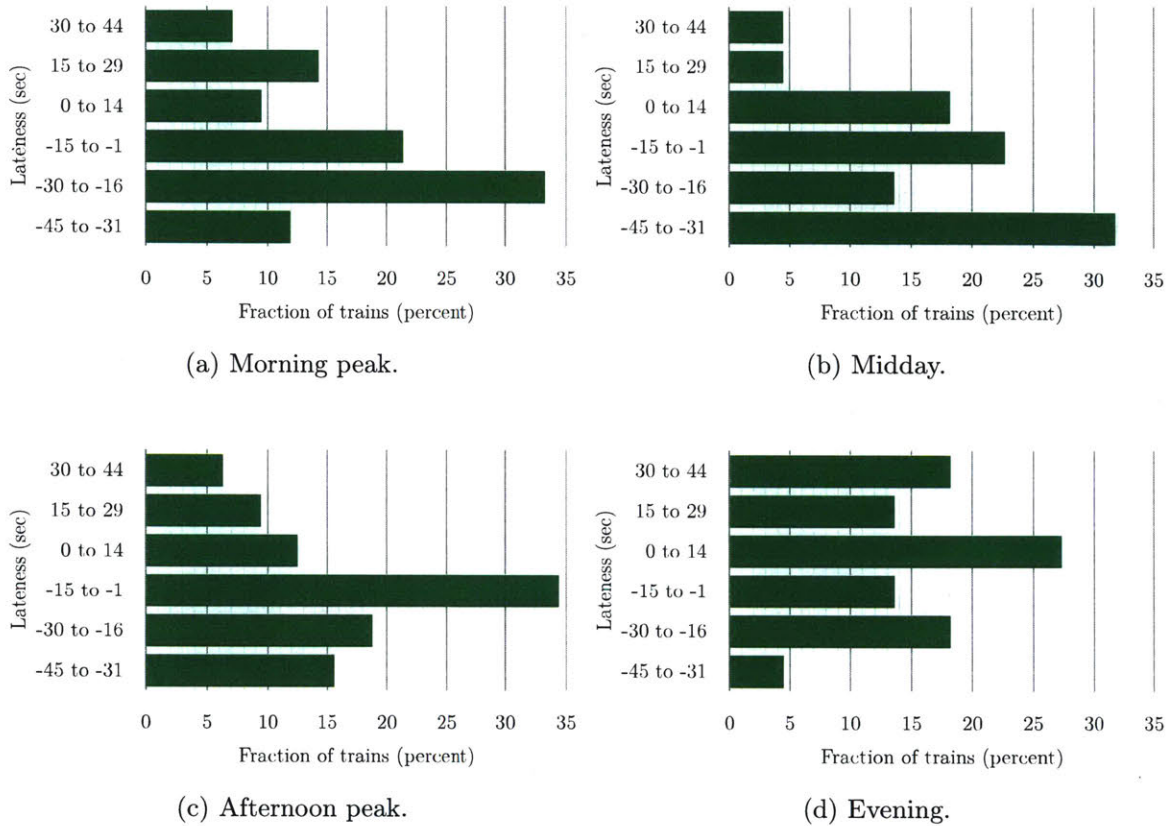 Lateness (sec)
30 to 44
15 to 29
0 to 14
-15 to -1
-30 to -16
-45 to -31
0 5 10 15 20 25 30 35
Fraction of trains (percent)
(a) Morning peak.
Lateness (sec)
30 to 44
15 to 29
0 to 14
-15 to -1
-30 to -16
-45 to -31
0 5 10 15 20 25 30 35
Fraction of trains (percent)
(b) Midday.
Lateness (sec)
30 to 44
15 to 29
0 to 14
-15 to -1
-30 to -16
-45 to -31
0 5 10 15 20 25 30 35
Fraction of trains (percent)
(c) Afternoon peak.
Lateness (sec)
30 to 44
15 to 29
0 to 14
-15 to -1
-30 to -16
-45 to -31
0 5 10 15 20 25 30 35
Fraction of trains (percent)
(d) Evening.